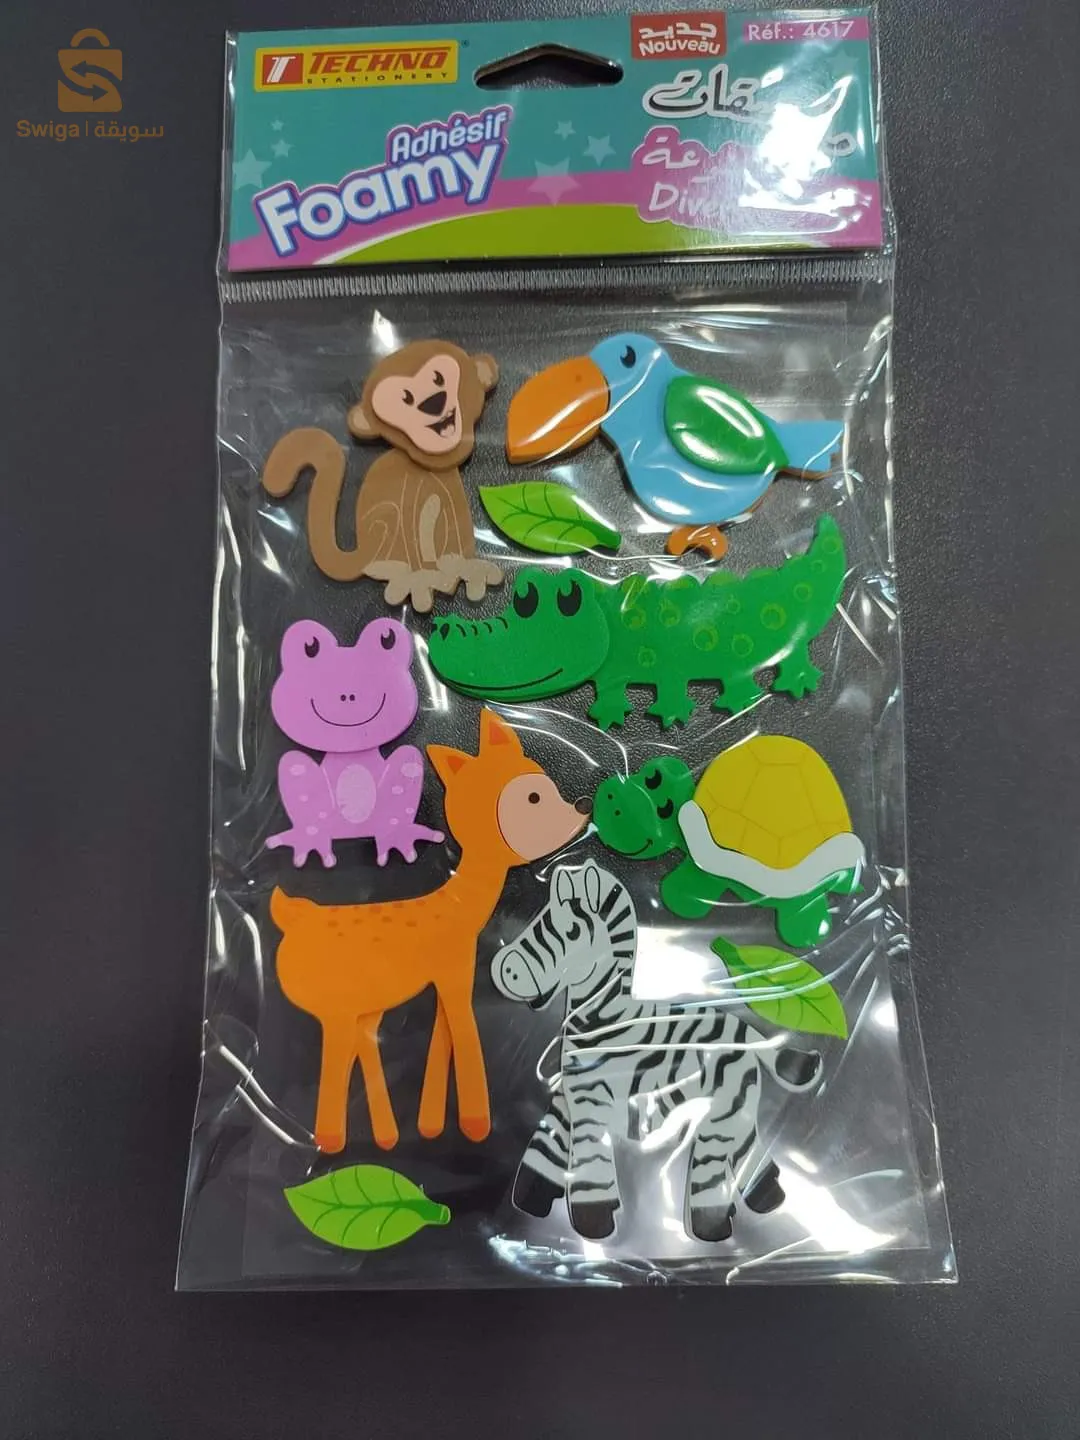 Swiga | سويقة
TECHNO
STATIONERY
Adhésif
Foamy
جديد
Nouveau
Réf.: 4617